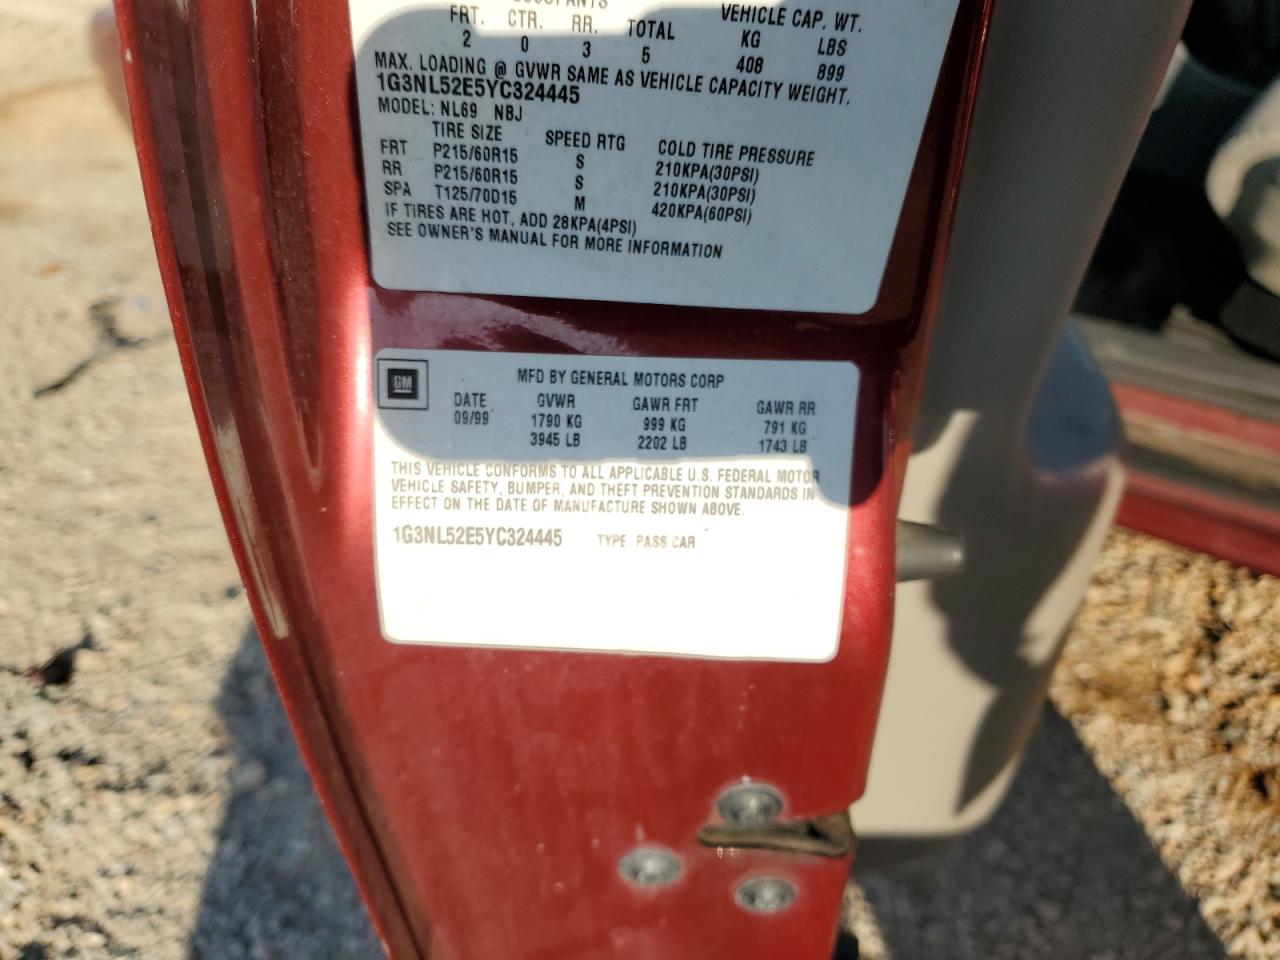 OCCUPANTS VEHICLE CAP. WT.
FRT. CTR. RR. TOTAL KG LBS
2 0 3 5 408 899
MAX. LOADING @ GVWR SAME AS VEHICLE CAPACITY WEIGHT.
1G3NL52E5YC324445
MODEL: NL69 NBJ
TIRE SIZE SPEED RTG COLD TIRE PRESSURE
FRT P215/60R15 S 210KPA(30PSI)
RR P215/60R15 S 210KPA(30PSI)
SPA T125/70D15 M 420KPA(60PSI)
IF TIRES ARE HOT, ADD 28KPA(4PSI)
SEE OWNER'S MANUAL FOR MORE INFORMATION
GM MFD BY GENERAL MOTORS CORP
DATE GVWR GAWR FRT GAWR RR
09/99 1790 KG 999 KG 791 KG
3945 LB 2202 LB 1743 LB
THIS VEHICLE CONFORMS TO ALL APPLICABLE U.S. FEDERAL MOTOR
VEHICLE SAFETY, BUMPER, AND THEFT PREVENTION STANDARDS IN
EFFECT ON THE DATE OF MANUFACTURE SHOWN ABOVE.
1G3NL52E5YC324445 TYPE PASS CAR